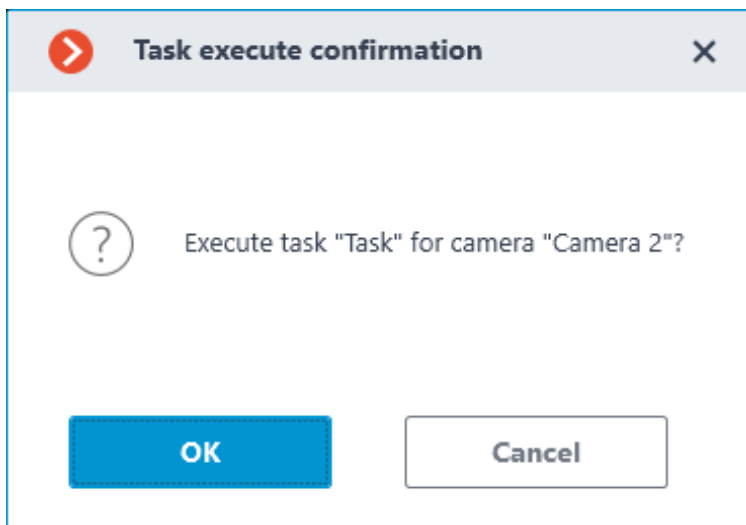 Task execute confirmation
Execute task "Task" for camera "Camera 2"?
OK
Cancel